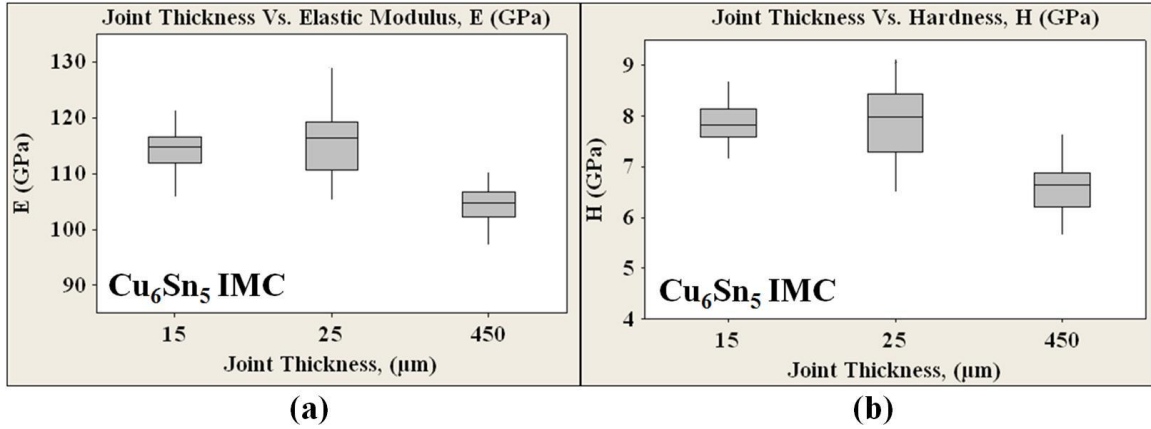 Joint Thickness Vs. Elastic Modulus, E (GPa)
130
120
110
100
90
E (GPa)
Cu₆Sn₅ IMC
15 25 450
Joint Thickness, (µm)
(a)
Joint Thickness Vs. Hardness, H (GPa)
9
8
7
6
5
4
H (GPa)
Cu₆Sn₅ IMC
15 25 450
Joint Thickness, (µm)
(b)